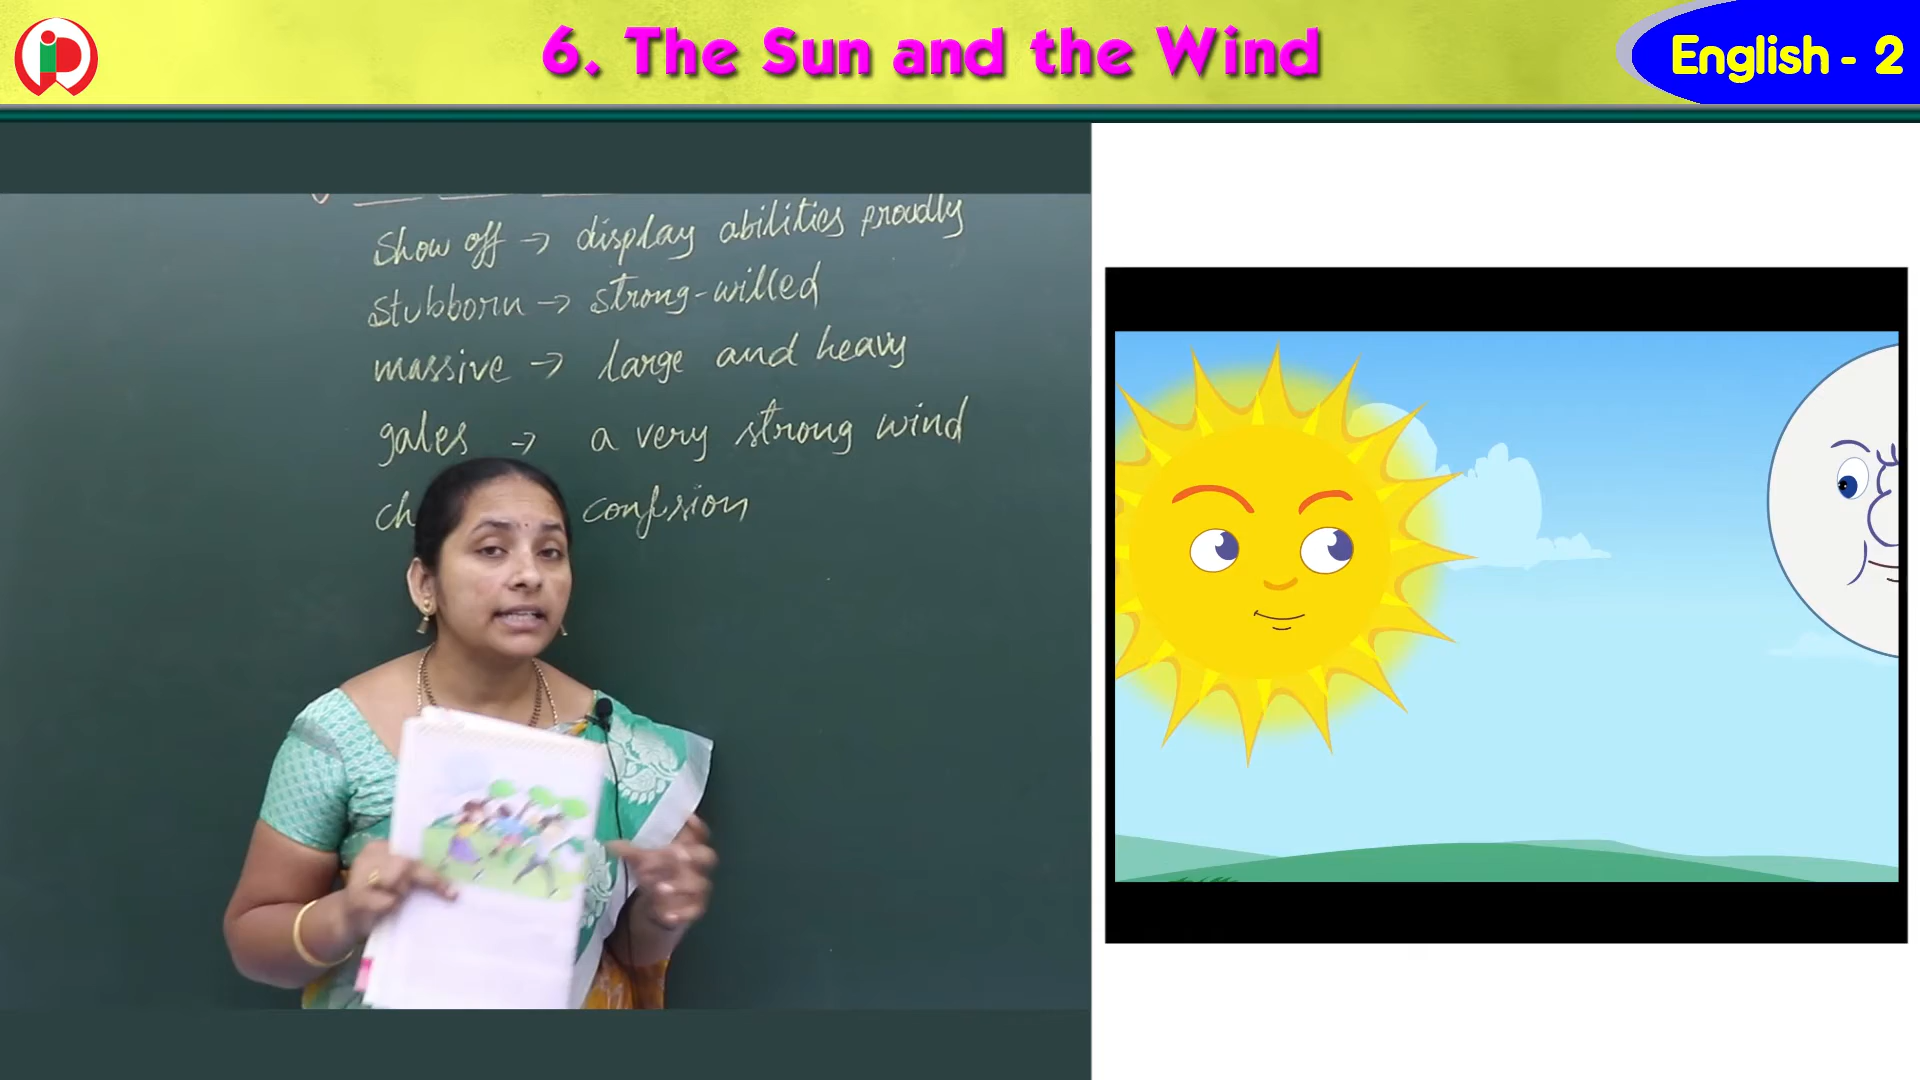 6. The Sun and the Wind
English - 2
Show off → display abilities proudly
stubborn → strong-willed
massive → large and heavy
gales → a very strong wind
ch confusion